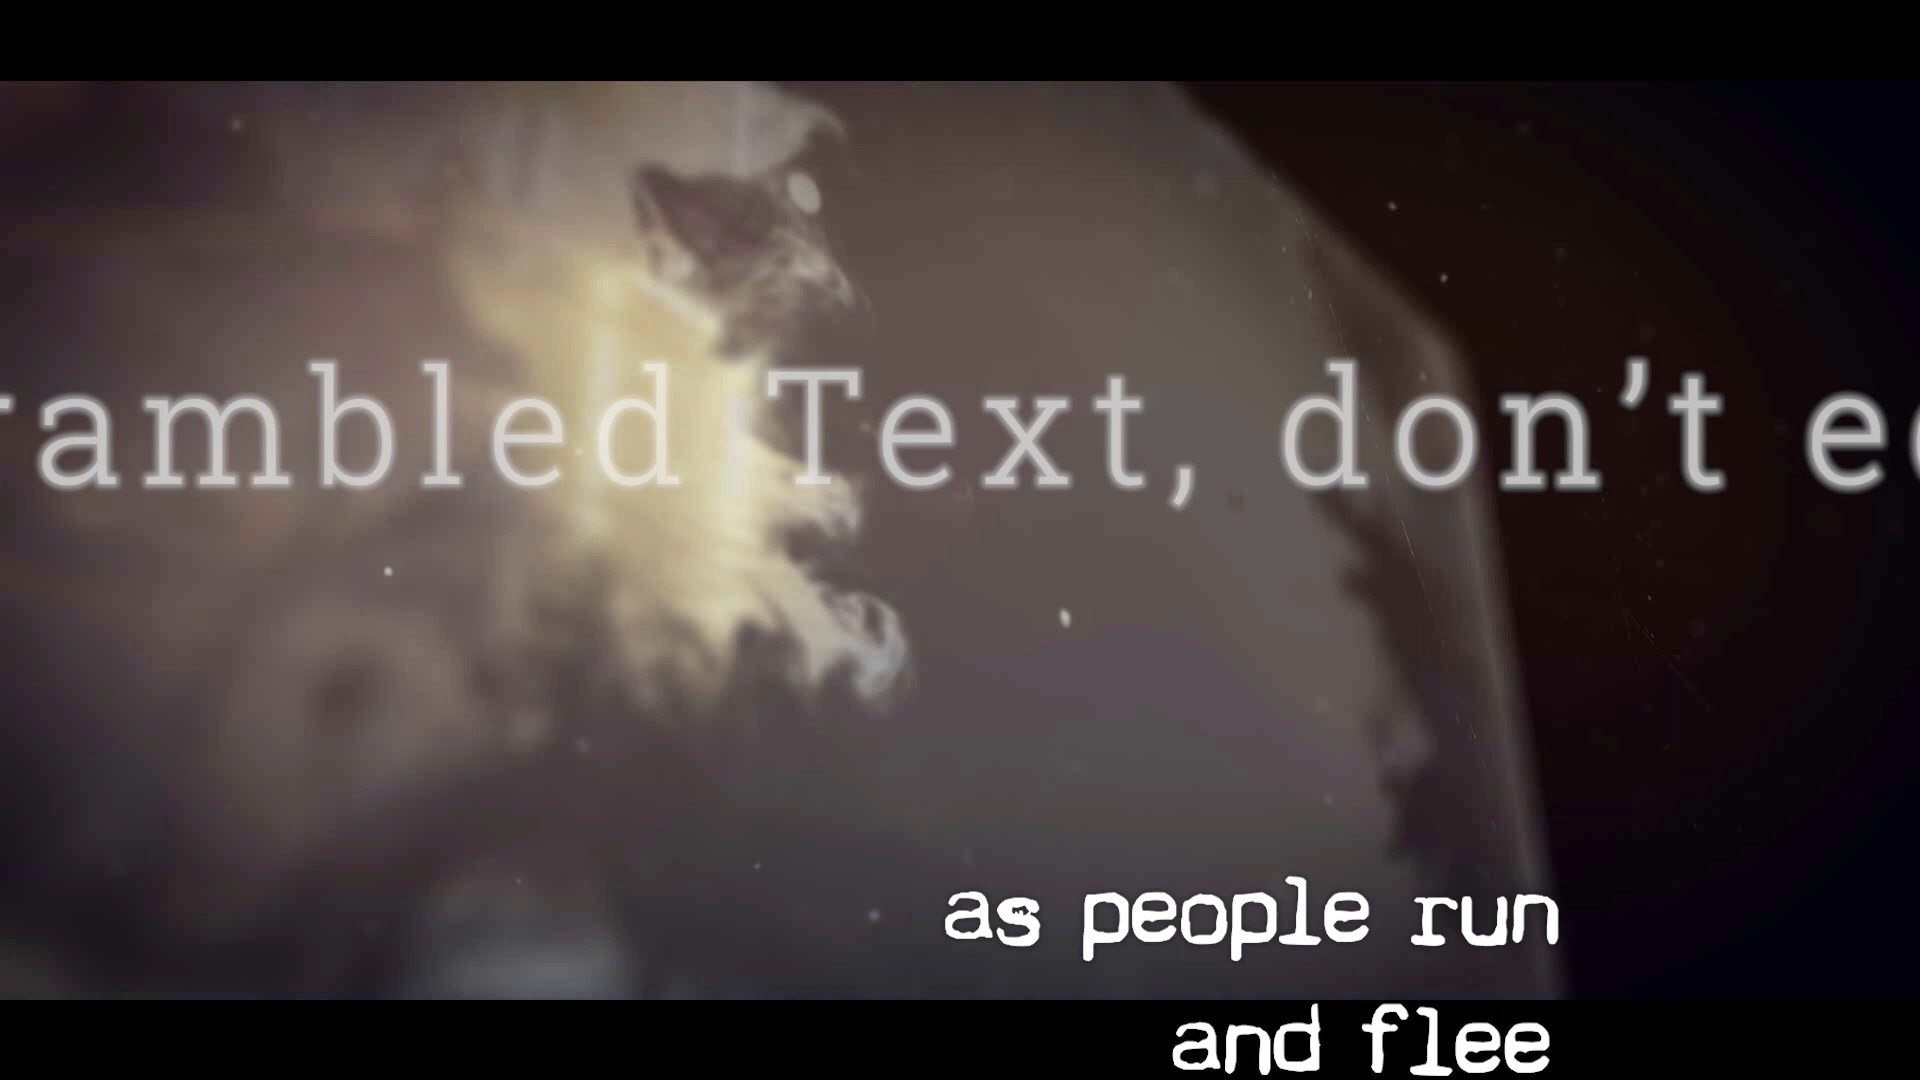 ambled Text, don’t e
as people run
and flee